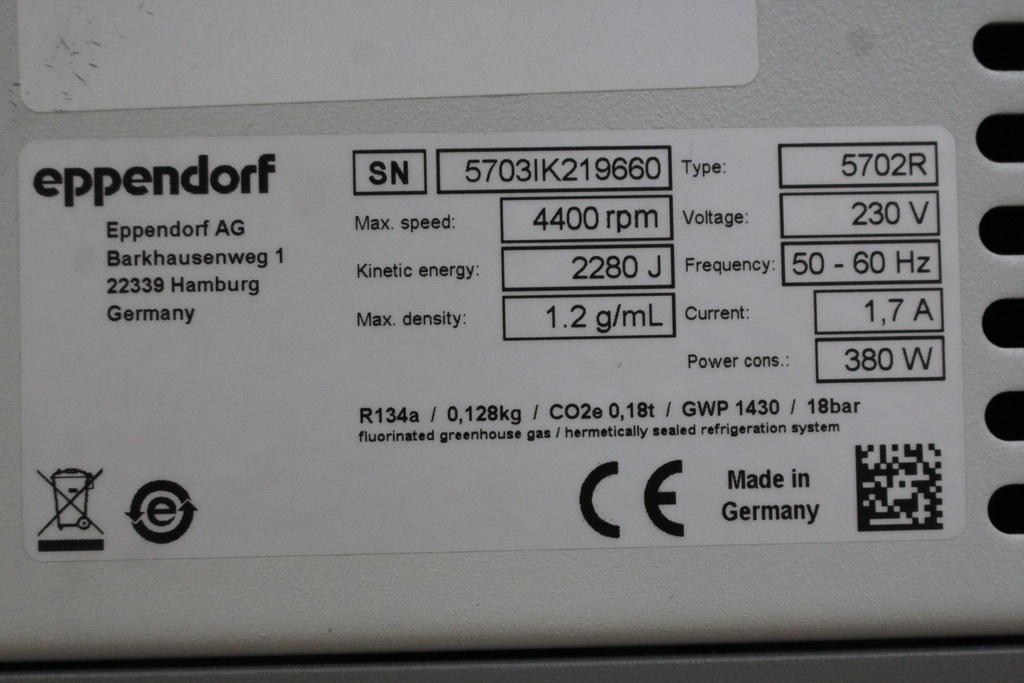 eppendorf
Eppendorf AG
Barkhausenweg 1
22339 Hamburg
Germany
SN 5703IK219660
Max. speed: 4400 rpm
Kinetic energy: 2280 J
Max. density: 1.2 g/mL
Type: 5702R
Voltage: 230 V
Frequency: 50 - 60 Hz
Current: 1,7 A
Power cons.: 380 W
R134a / 0,128kg / CO2e 0,18t / GWP 1430 / 18bar
fluorinated greenhouse gas / hermetically sealed refrigeration system
e
CE
Made in
Germany